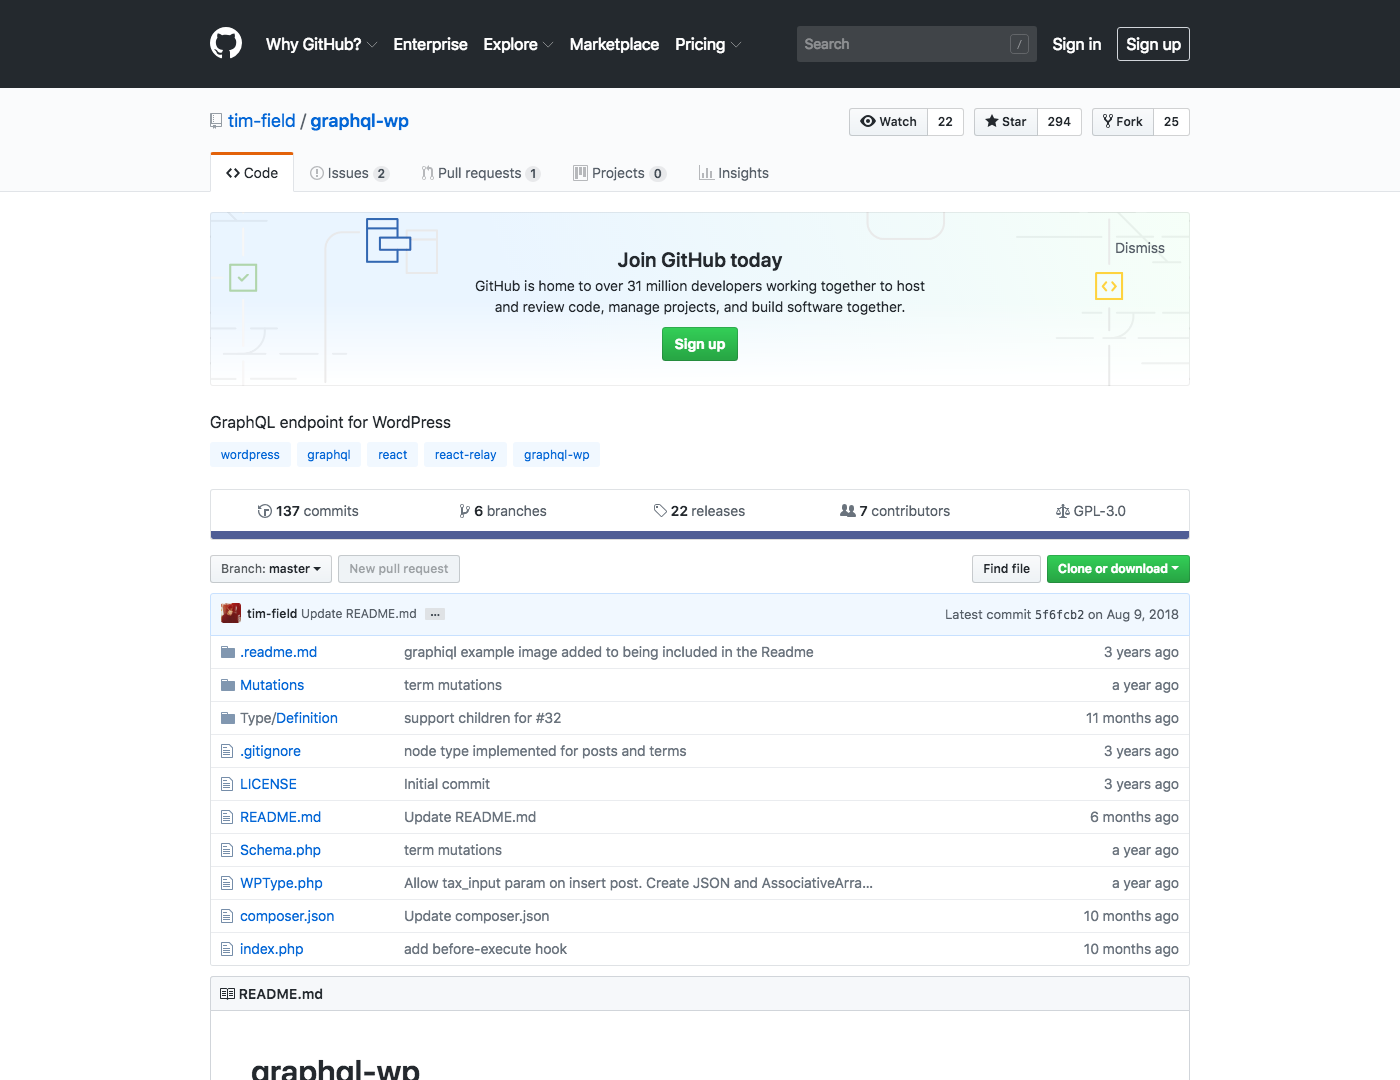 Why GitHub? Enterprise Explore Marketplace Pricing Search / Sign in Sign up
tim-field / graphql-wp Watch 22 Star 294 Fork 25
Code Issues 2 Pull requests 1 Projects 0 Insights
Dismiss
Join GitHub today
GitHub is home to over 31 million developers working together to host
and review code, manage projects, and build software together.
Sign up
GraphQL endpoint for WordPress
wordpress graphql react react-relay graphql-wp
137 commits 6 branches 22 releases 7 contributors GPL-3.0
Branch: master New pull request Find file Clone or download
tim-field Update README.md … Latest commit 5f6fcb2 on Aug 9, 2018
.readme.md graphiql example image added to being included in the Readme 3 years ago
Mutations term mutations a year ago
Type/Definition support children for #32 11 months ago
.gitignore node type implemented for posts and terms 3 years ago
LICENSE Initial commit 3 years ago
README.md Update README.md 6 months ago
Schema.php term mutations a year ago
WPType.php Allow tax_input param on insert post. Create JSON and AssociativeArra… a year ago
composer.json Update composer.json 10 months ago
index.php add before-execute hook 10 months ago
README.md
graphql-wp